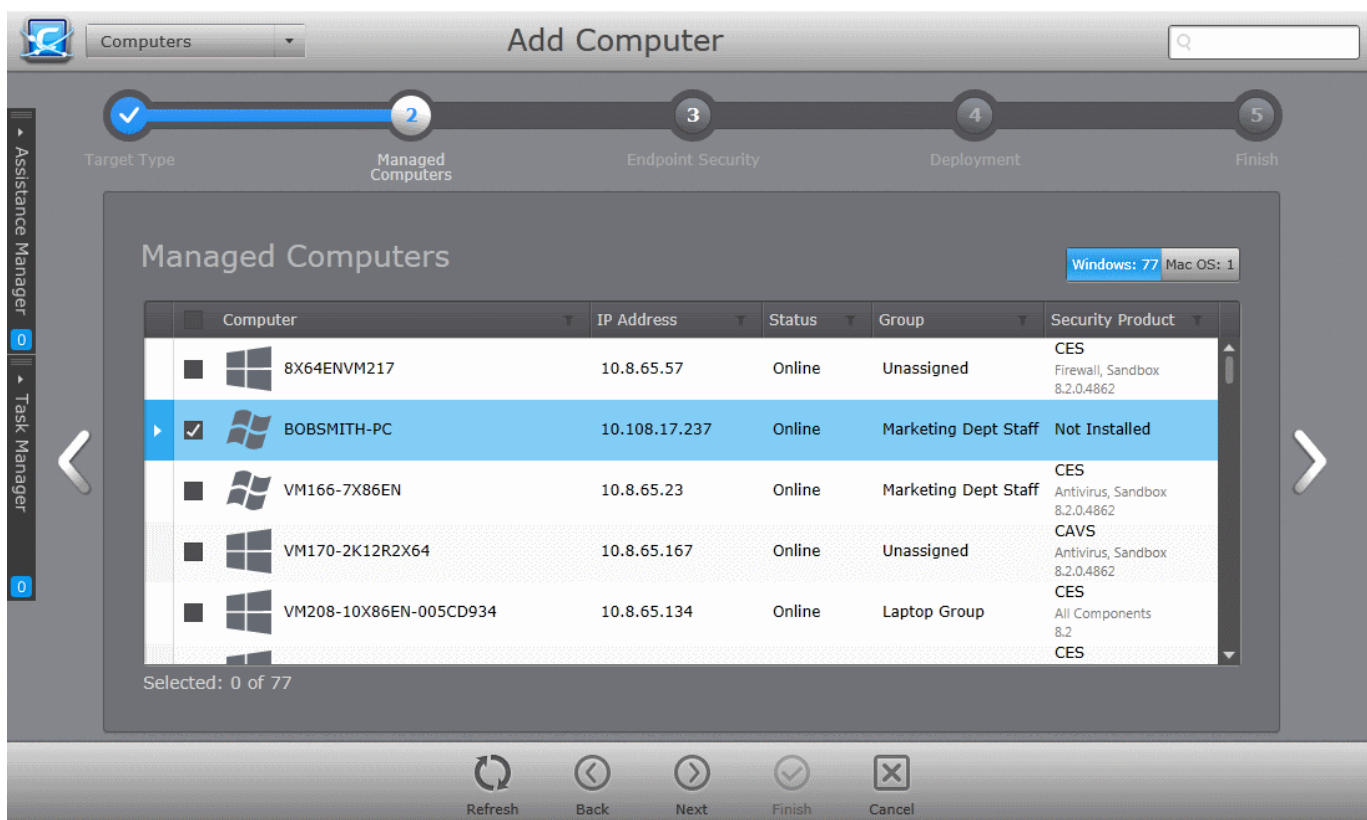 Computers
Add Computer
2
3
4
5
Target Type
Managed
Computers
Endpoint Security
Deployment
Finish
Assistance Manager
0
Task Manager
0
Managed Computers
Windows: 77 Mac OS: 1
Computer IP Address Status Group Security Product
8X64ENVM217 10.8.65.57 Online Unassigned CES
Firewall, Sandbox
8.2.0.4862
BOBSMITH-PC 10.108.17.237 Online Marketing Dept Staff Not Installed
VM166-7X86EN 10.8.65.23 Online Marketing Dept Staff CES
Antivirus, Sandbox
8.2.0.4862
VM170-2K12R2X64 10.8.65.167 Online Unassigned CAVS
Antivirus, Sandbox
8.2.0.4862
VM208-10X86EN-005CD934 10.8.65.134 Online Laptop Group CES
All Components
8.2
CES
Selected: 0 of 77
Refresh Back Next Finish Cancel